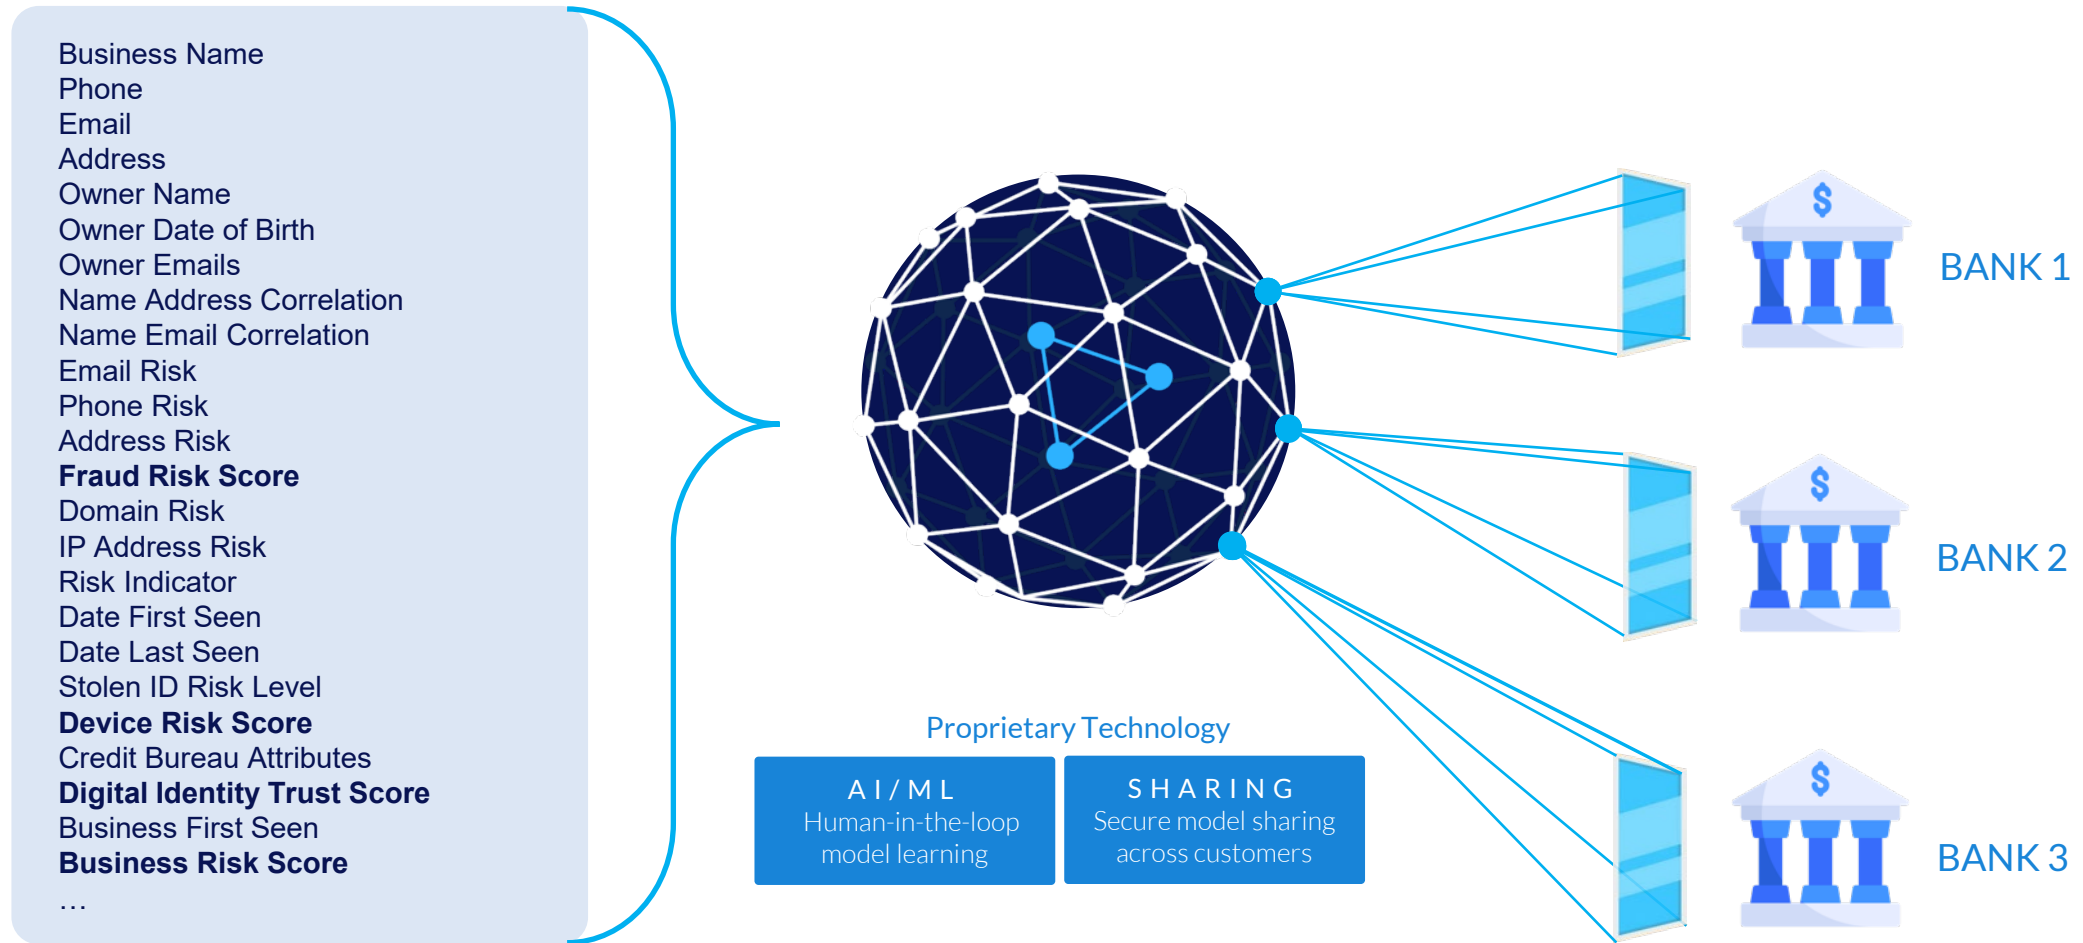 Business Name
Phone
Email
Address
Owner Name
Owner Date of Birth
Owner Emails
Name Address Correlation
Name Email Correlation
Email Risk
Phone Risk
Address Risk
Fraud Risk Score
Domain Risk
IP Address Risk
Risk Indicator
Date First Seen
Date Last Seen
Stolen ID Risk Level
Device Risk Score
Credit Bureau Attributes
Digital Identity Trust Score
Business First Seen
Business Risk Score
…
Proprietary Technology
AI/ML
Human-in-the-loop
model learning
SHARING
Secure model sharing
across customers
$
BANK 1
$
BANK 2
$
BANK 3